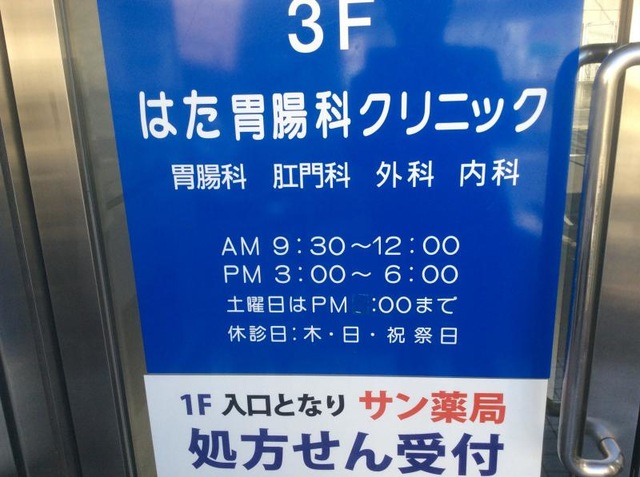 3F
はた胃腸科クリニック
胃腸科 肛門科 外科 内科
AM 9:30～12:00
PM 3:00～ 6:00
土曜日はPM :00まで
休診日:木・日・祝祭日
1F 入口となり サン薬局
処方せん受付